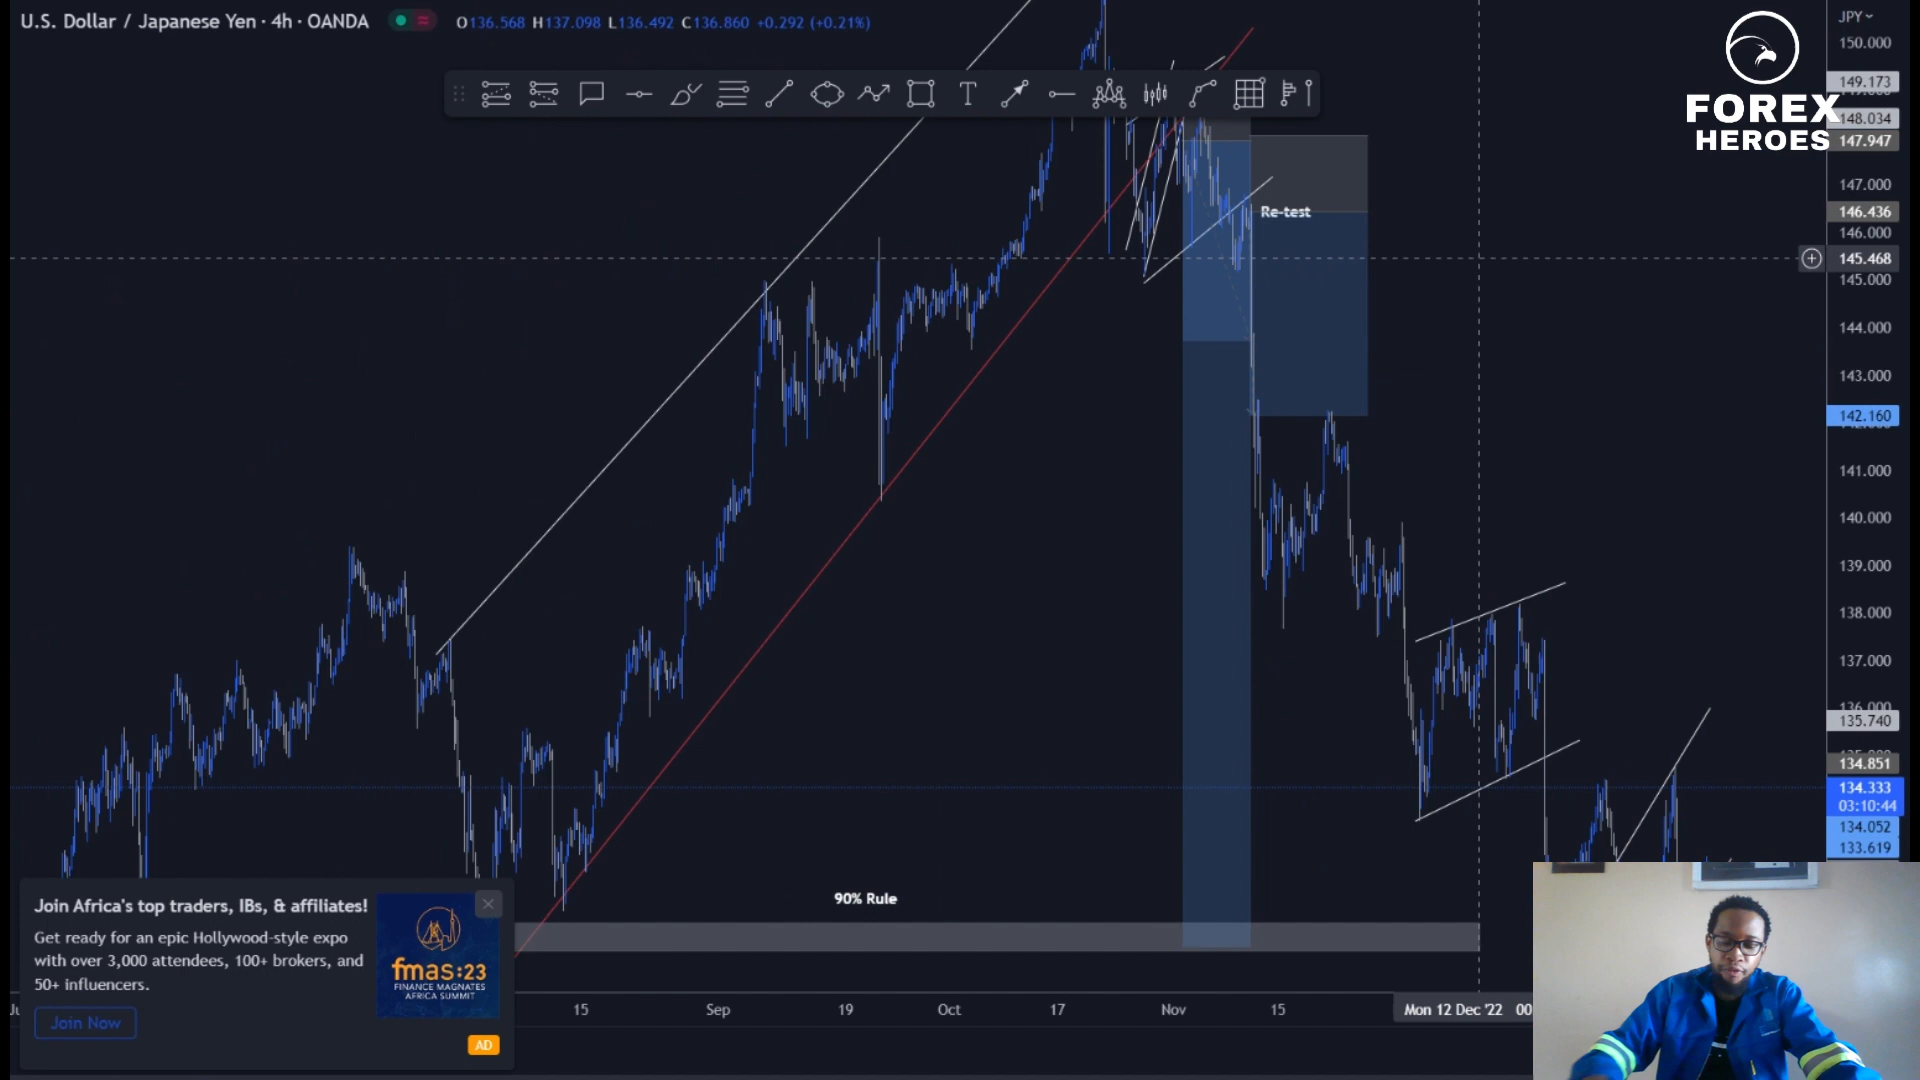 U.S. Dollar / Japanese Yen · 4h · OANDA
O136.568 H137.098 L136.492 C136.860 +0.292 (+0.21%)
JPY
150.000
FOREX
HEROES
149.173
148.034
147.947
147.000
146.436
146.000
145.468
145.000
144.000
143.000
142.160
141.000
140.000
139.000
138.000
137.000
136.000
135.740
134.851
134.333
03:10:44
134.052
133.619
Re-test
90% Rule
Join Africa's top traders, IBs, & affiliates!
Get ready for an epic Hollywood-style expo
with over 3,000 attendees, 100+ brokers, and
50+ influencers.
Join Now
fmas:23
FINANCE MAGNATES
AFRICA SUMMIT
AD
15
Sep
19
Oct
17
Nov
15
Mon 12 Dec '22 00